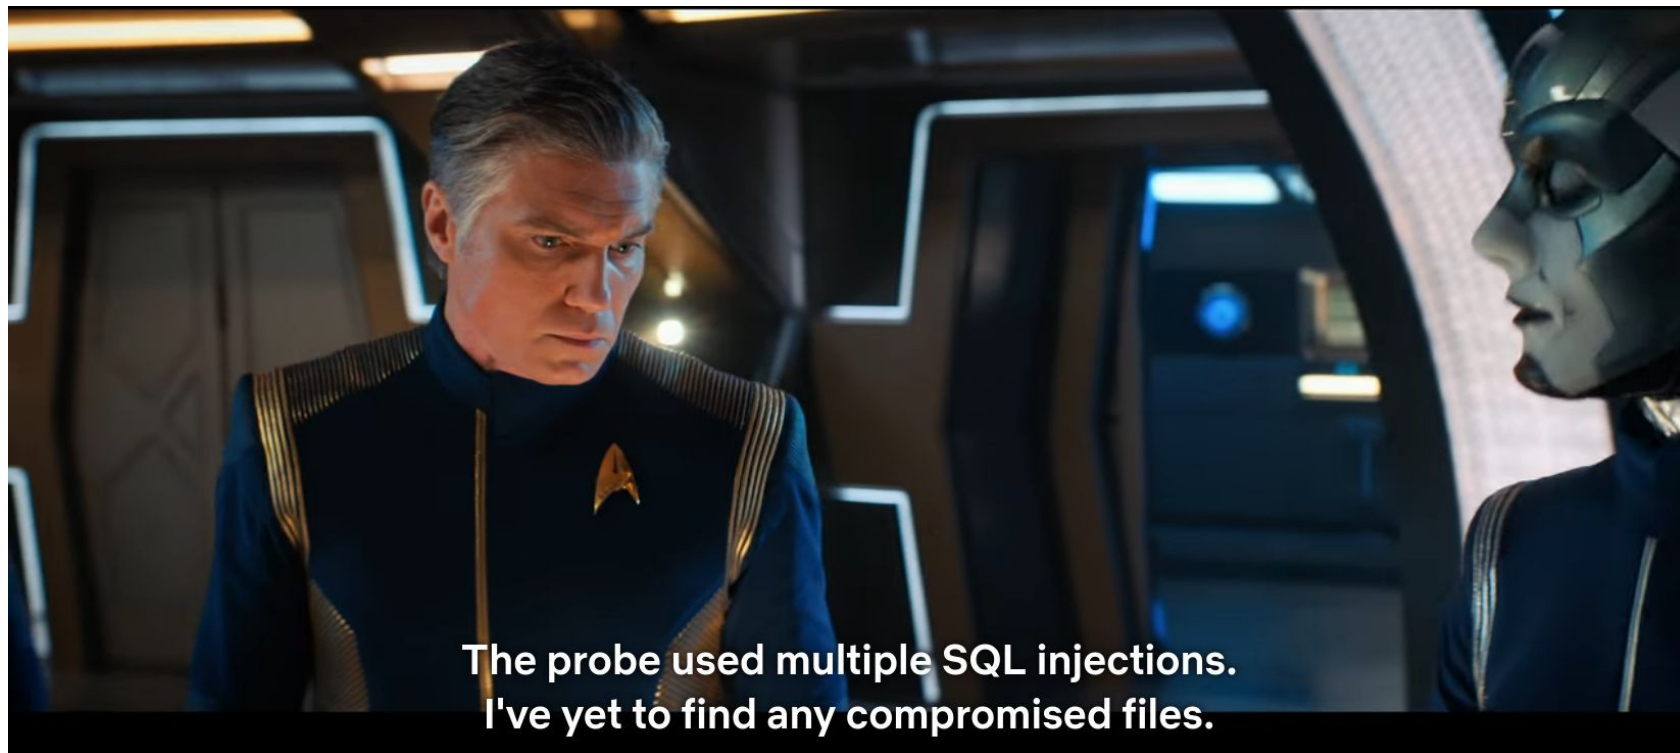 The probe used multiple SQL injections.
I've yet to find any compromised files.